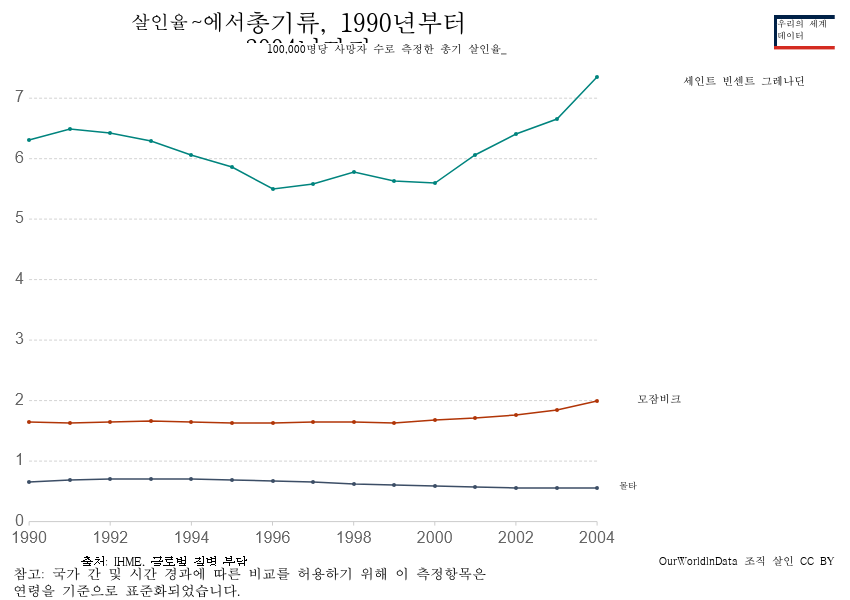 살인율~에서총기류, 1990년부터
100,000명당 사망자 수로 측정한 총기 살인율_
우리의 세계
데이터
세인트 빈센트 그레나딘
7
6
5
4
3
2
모잠비크
1
몰타
0
1990 1992 1994 1996 1998 2000 2002 2004
출처: IHME, 글로벌 질병 부담
OurWorldInData 조직 살인 CC BY
참고: 국가 간 및 시간 경과에 따른 비교를 허용하기 위해 이 측정항목은
연령을 기준으로 표준화되었습니다.